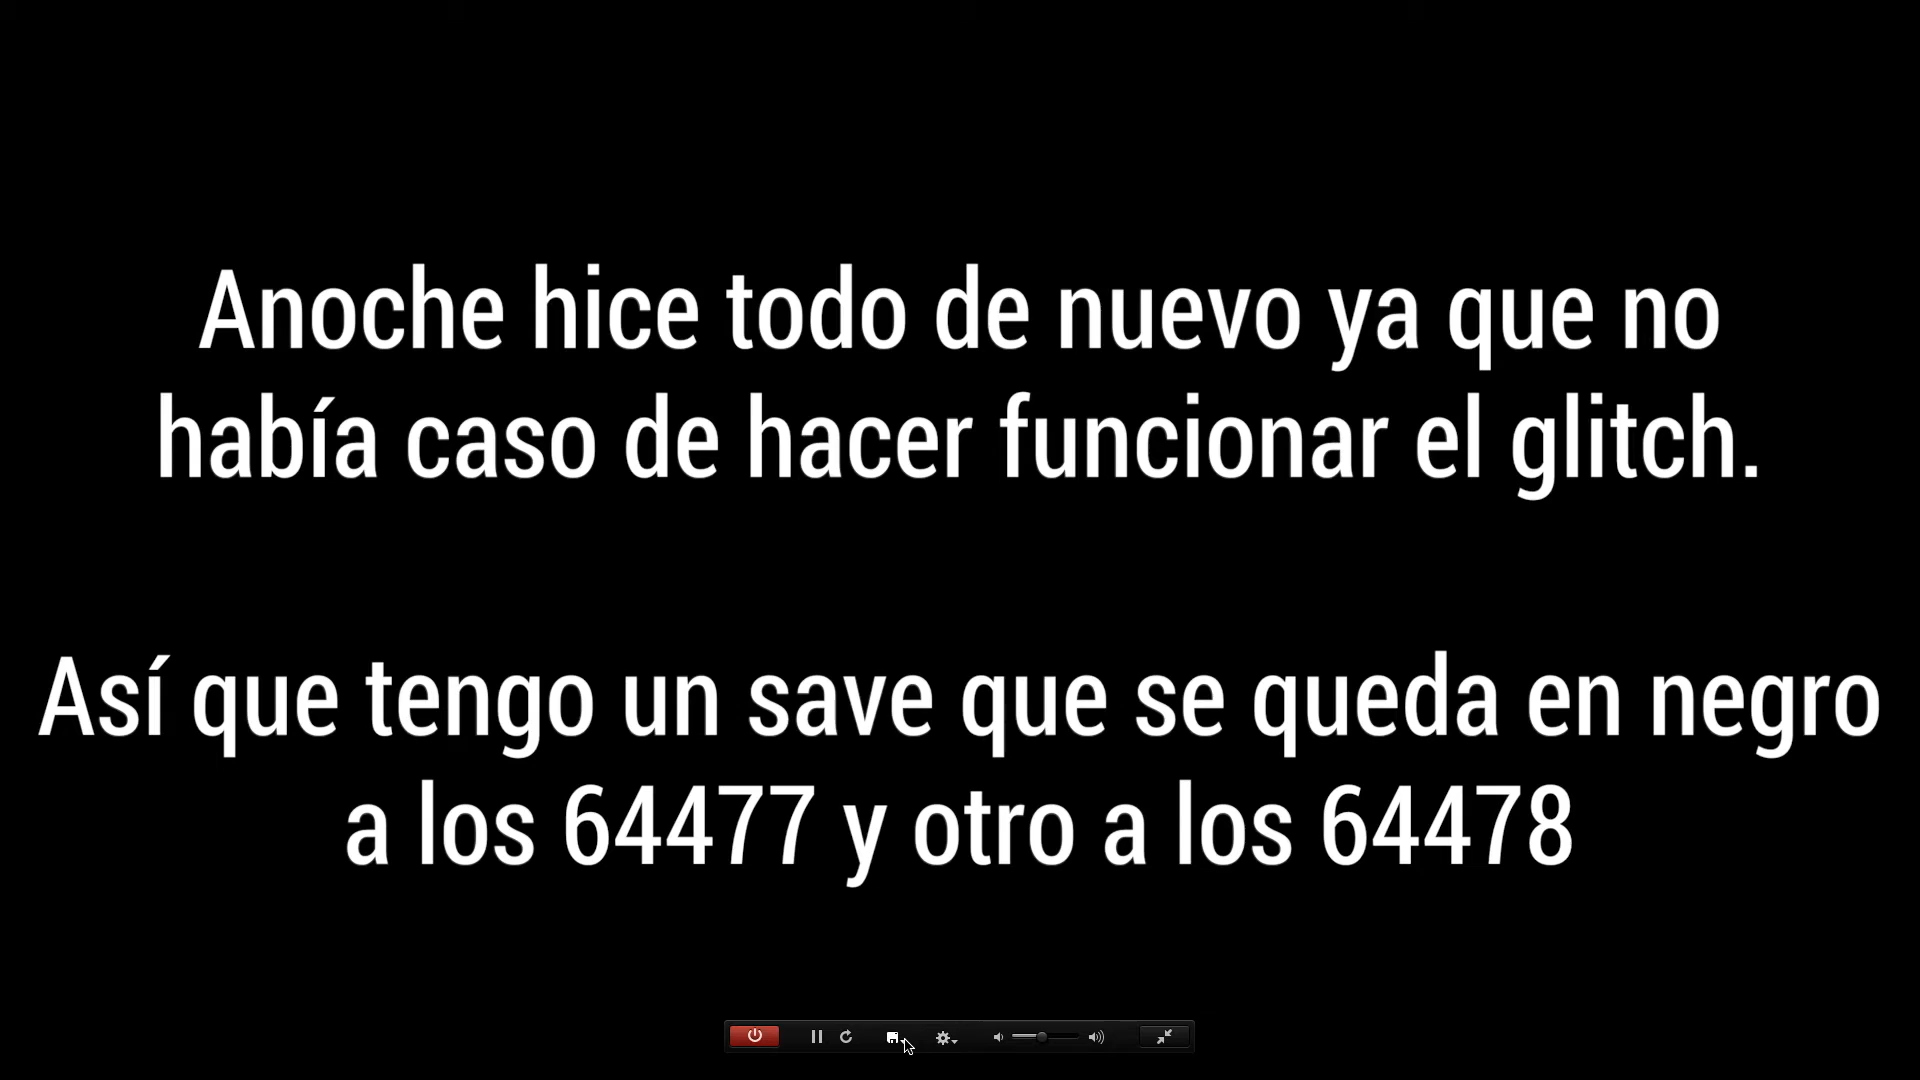 Anoche hice todo de nuevo ya que no
había caso de hacer funcionar el glitch.
Así que tengo un save que se queda en negro
a los 64477 y otro a los 64478